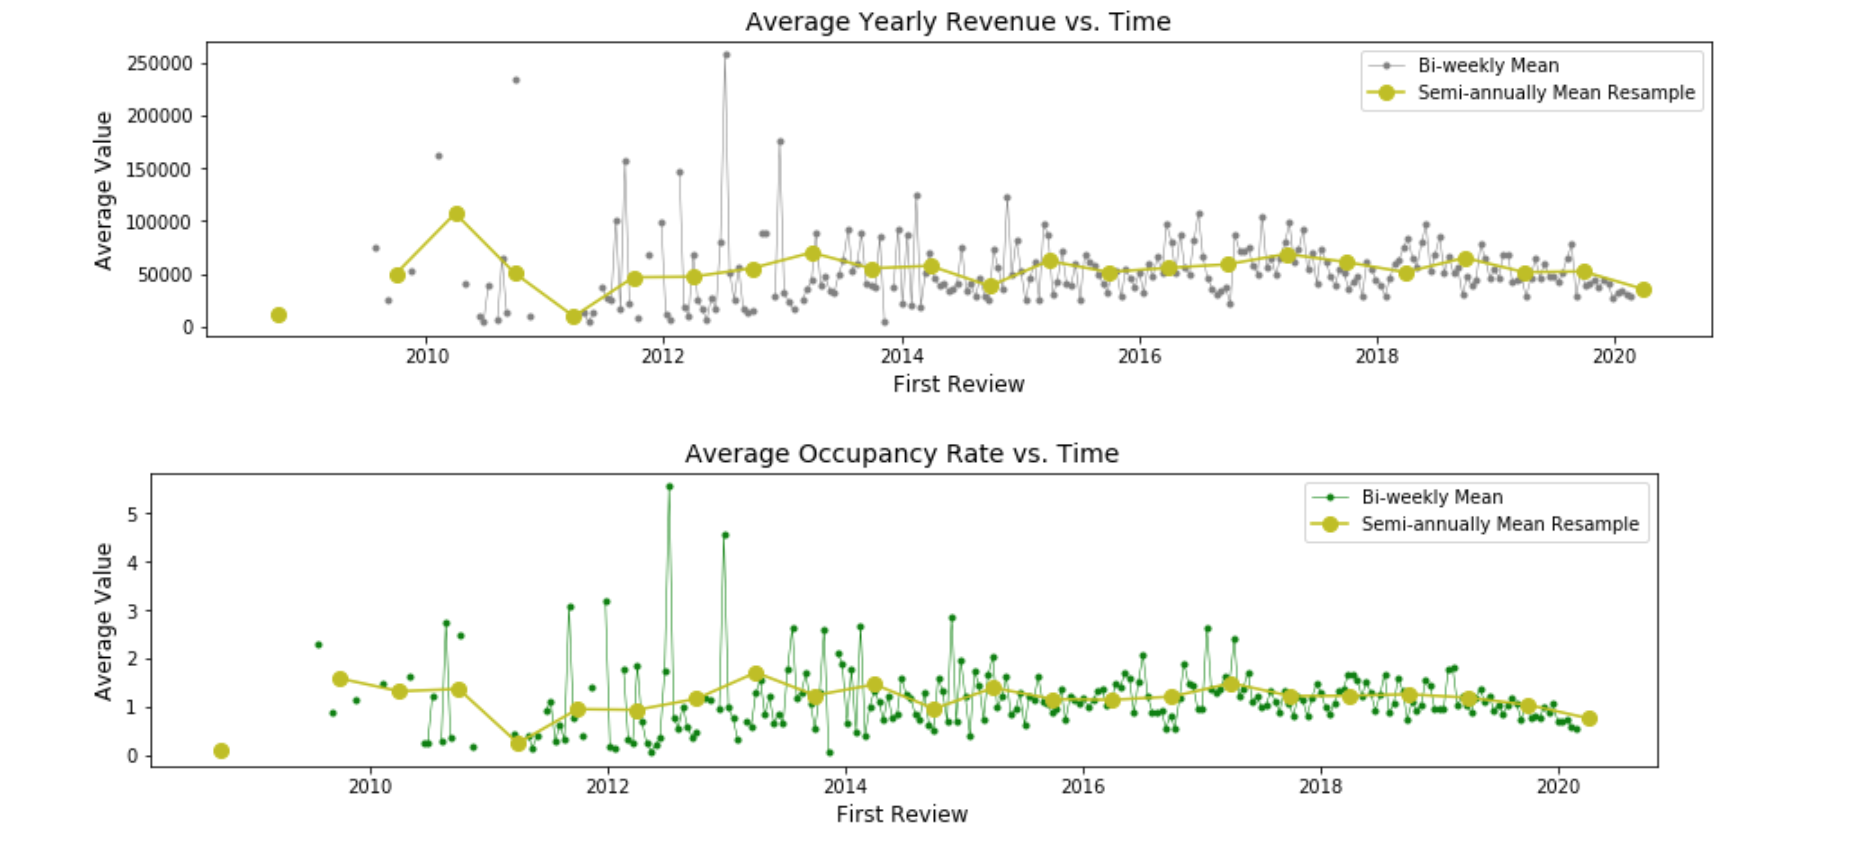 Average Yearly Revenue vs. Time
250000
200000
150000
100000
50000
0
Average Value
Bi-weekly Mean
Semi-annually Mean Resample
2010 2012 2014 2016 2018 2020
First Review
Average Occupancy Rate vs. Time
5
4
3
2
1
0
Average Value
Bi-weekly Mean
Semi-annually Mean Resample
2010 2012 2014 2016 2018 2020
First Review